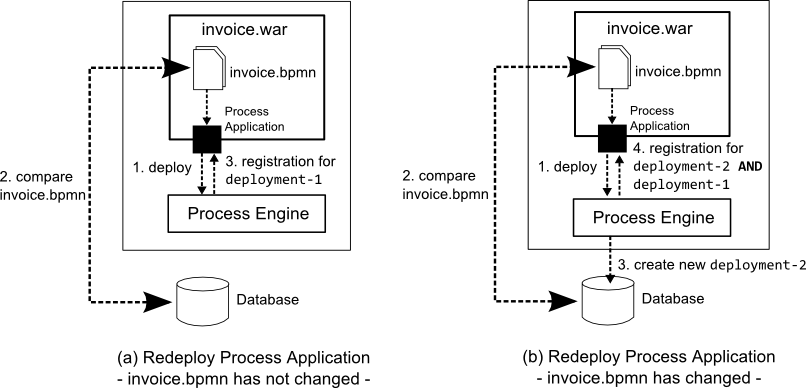 invoice.war
invoice.bpmn
Process
Application
1. deploy
3. registration for
deployment-1
2. compare
invoice.bpmn
Process Engine
Database
(a) Redeploy Process Application
- invoice.bpmn has not changed -
invoice.war
invoice.bpmn
Process
Application
1. deploy
4. registration for
deployment-2 AND
deployment-1
2. compare
invoice.bpmn
Process Engine
3. create new deployment-2
Database
(b) Redeploy Process Application
- invoice.bpmn has changed -